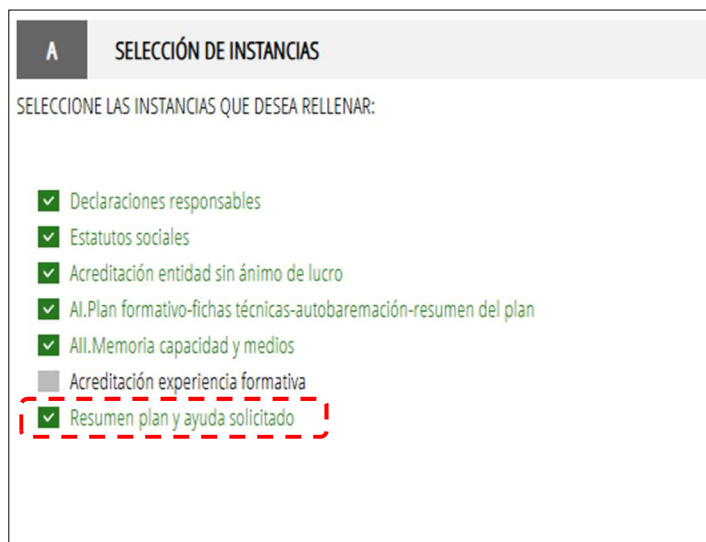 A SELECCIÓN DE INSTANCIAS
SELECCIONE LAS INSTANCIAS QUE DESEA RELLENAR:
Declaraciones responsables
Estatutos sociales
Acreditación entidad sin ánimo de lucro
AI.Plan formativo-fichas técnicas-autobaremación-resumen del plan
AII.Memoria capacidad y medios
Acreditación experiencia formativa
Resumen plan y ayuda solicitado